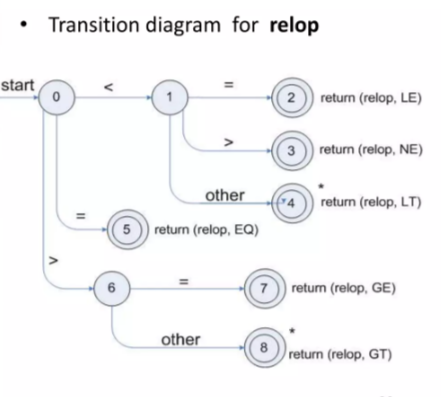 • Transition diagram for relop
start
0
<
1
=
2
return (relop, LE)
>
3
return (relop, NE)
other
*
4
return (relop, LT)
=
5
return (relop, EQ)
>
6
=
7
return (relop, GE)
other
*
8
return (relop, GT)